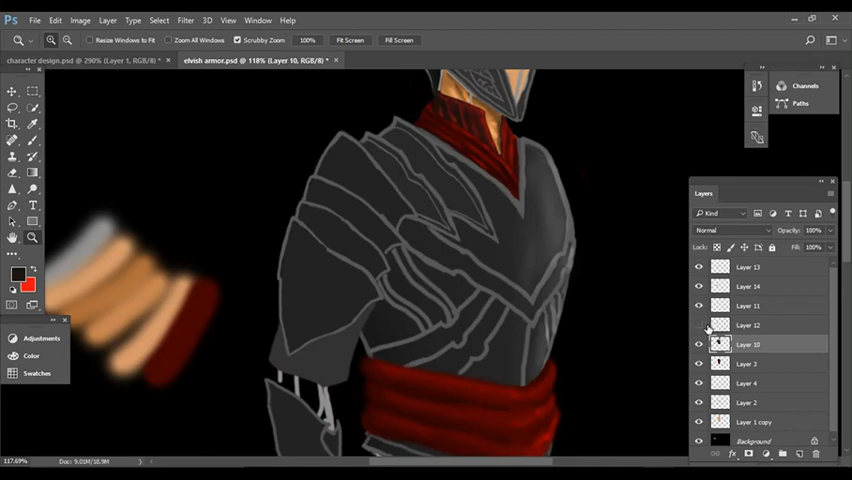 Ps File Edit Image Layer Type Select Filter 3D View Window Help
Resize Windows to Fit Zoom All Windows Scrubby Zoom 100% Fit Screen Fill Screen
character design.psd @ 290% (Layer 1, RGB/8) * × elvish armor.psd @ 118% (Layer 10, RGB/8) * ×
Channels
Paths
Layers
Kind
Normal Opacity: 100%
Lock: Fill: 100%
Layer 13
Layer 14
Layer 11
Layer 12
Layer 10
Layer 3
Layer 4
Layer 2
Layer 1 copy
Background
Adjustments
Color
Swatches
117.69% Doc: 9.01M/18.9M